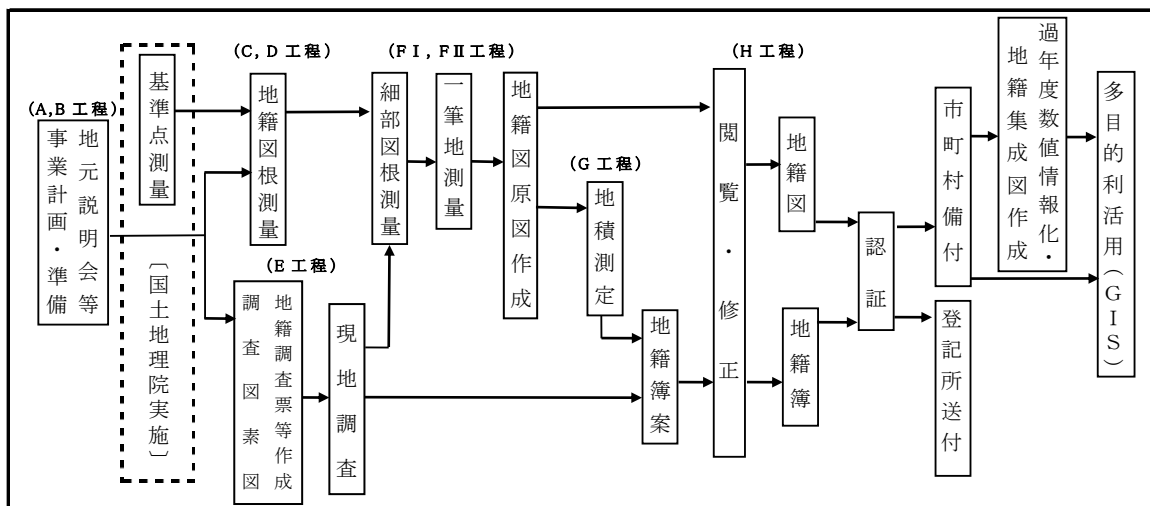 (A,B 工程)
地元説明会等
事業計画・準備
基準点測量
〔国土地理院実施〕
(C, D 工程)
地籍図根測量
(E 工程)
地籍調査票等作成
調査図素図
現地調査
(FⅠ, FⅡ工程)
細部図根測量
一筆地測量
地籍図原図作成
(G 工程)
地積測定
地籍簿案
(H 工程)
閲覧・修正
地籍図
地籍簿
認証
市町村備付
登記所送付
過年度数値情報化・
地籍集成図作成
多目的利活用(GIS)